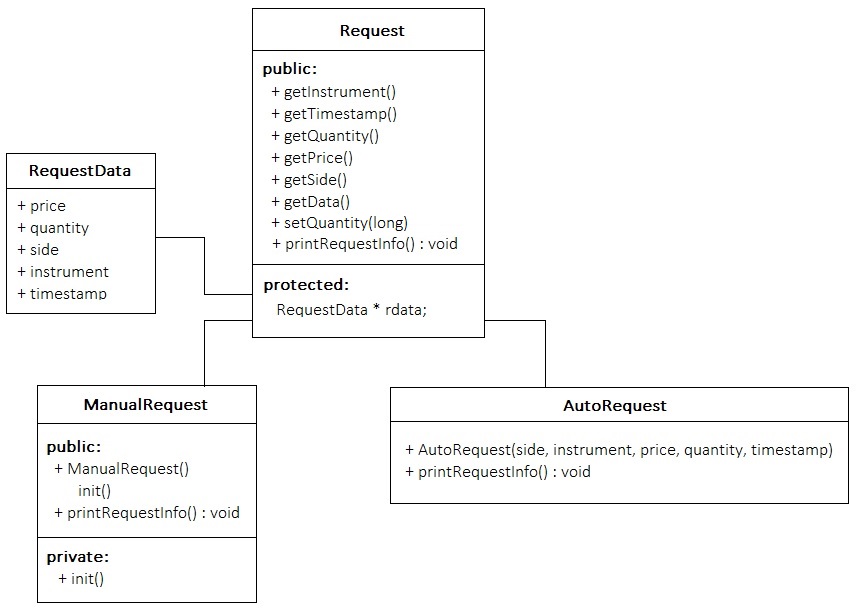 Request
public:
+ getInstrument()
+ getTimestamp()
+ getQuantity()
+ getPrice()
+ getSide()
+ getData()
+ setQuantity(long)
+ printRequestInfo() : void
protected:
RequestData * rdata;
RequestData
+ price
+ quantity
+ side
+ instrument
+ timestamp
ManualRequest
public:
+ ManualRequest()
init()
+ printRequestInfo() : void
private:
+ init()
AutoRequest
+ AutoRequest(side, instrument, price, quantity, timestamp)
+ printRequestInfo() : void